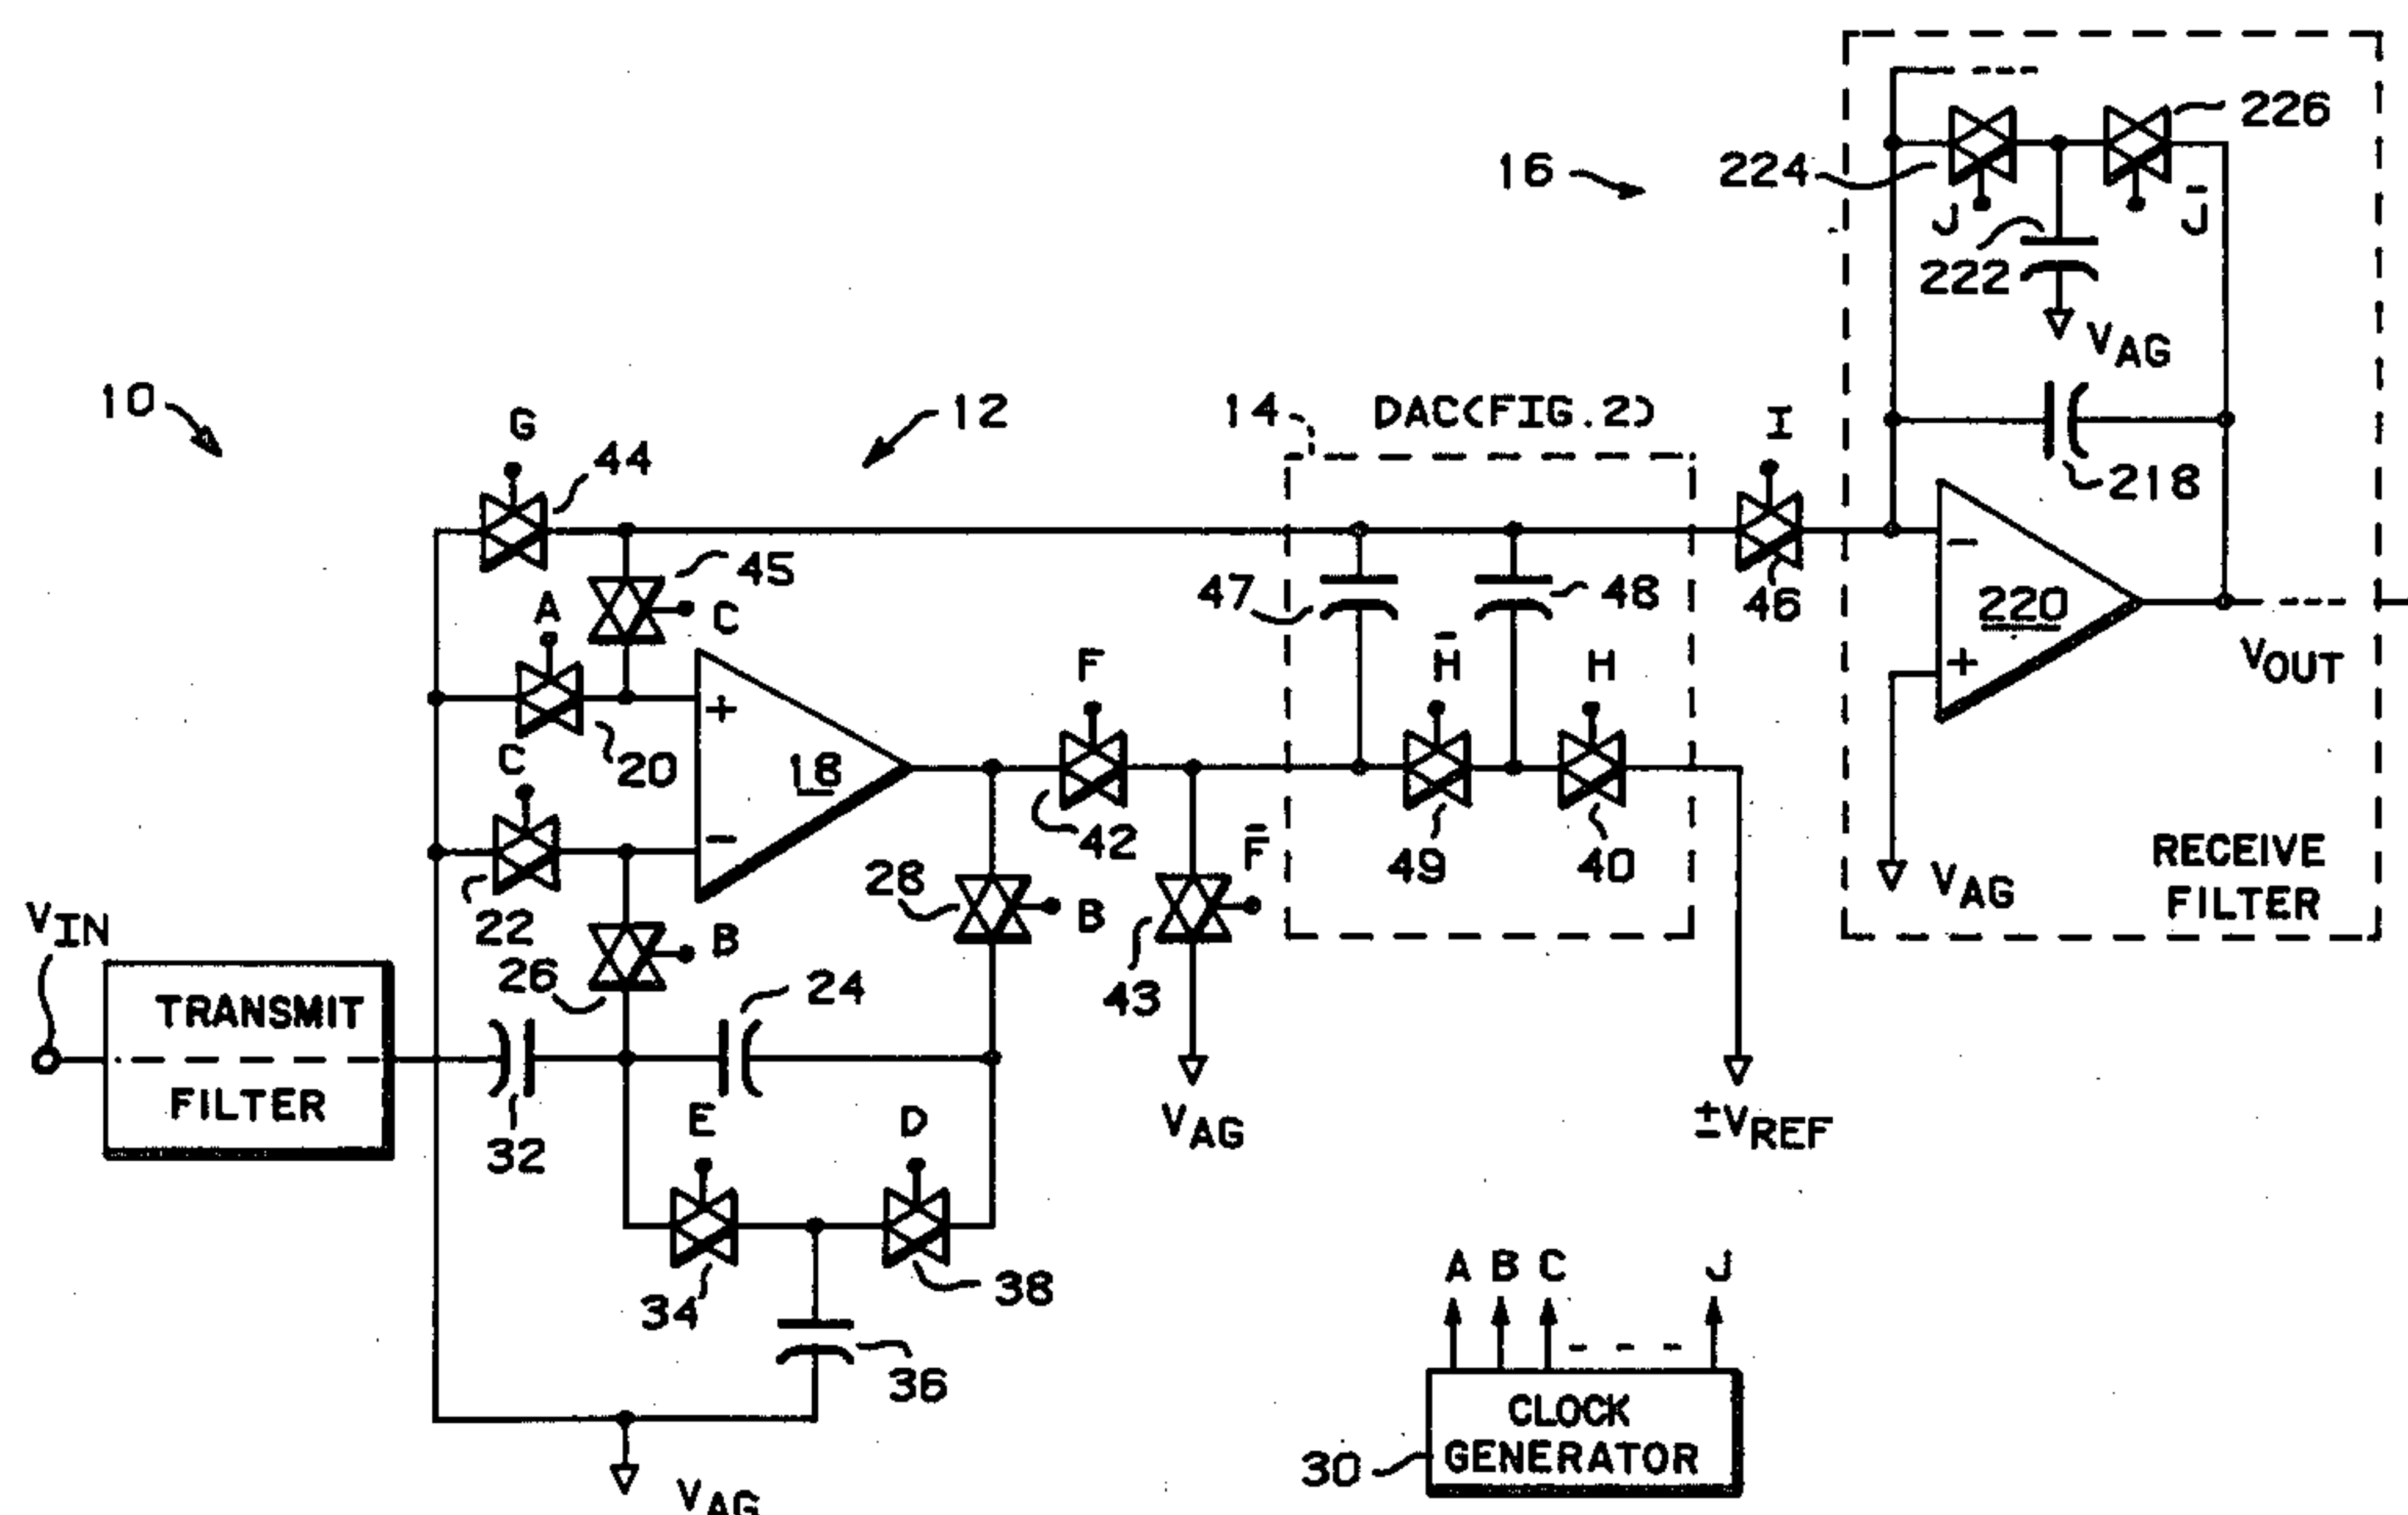 226
16
224
J
J̅
222
VAG
10
G
12
14
DAC(FIG.2)
I
44
218
45
A
C
47
48
46
220
−
+
VOUT
F
H̅
H
+
20
C
18
−
42
F̅
49
40
RECEIVE
FILTER
VAG
28
B
22
B
VIN
26
24
43
TRANSMIT
FILTER
32
E
D
VAG
±VREF
34
38
36
A B C - - - J
CLOCK
GENERATOR
30
VAG